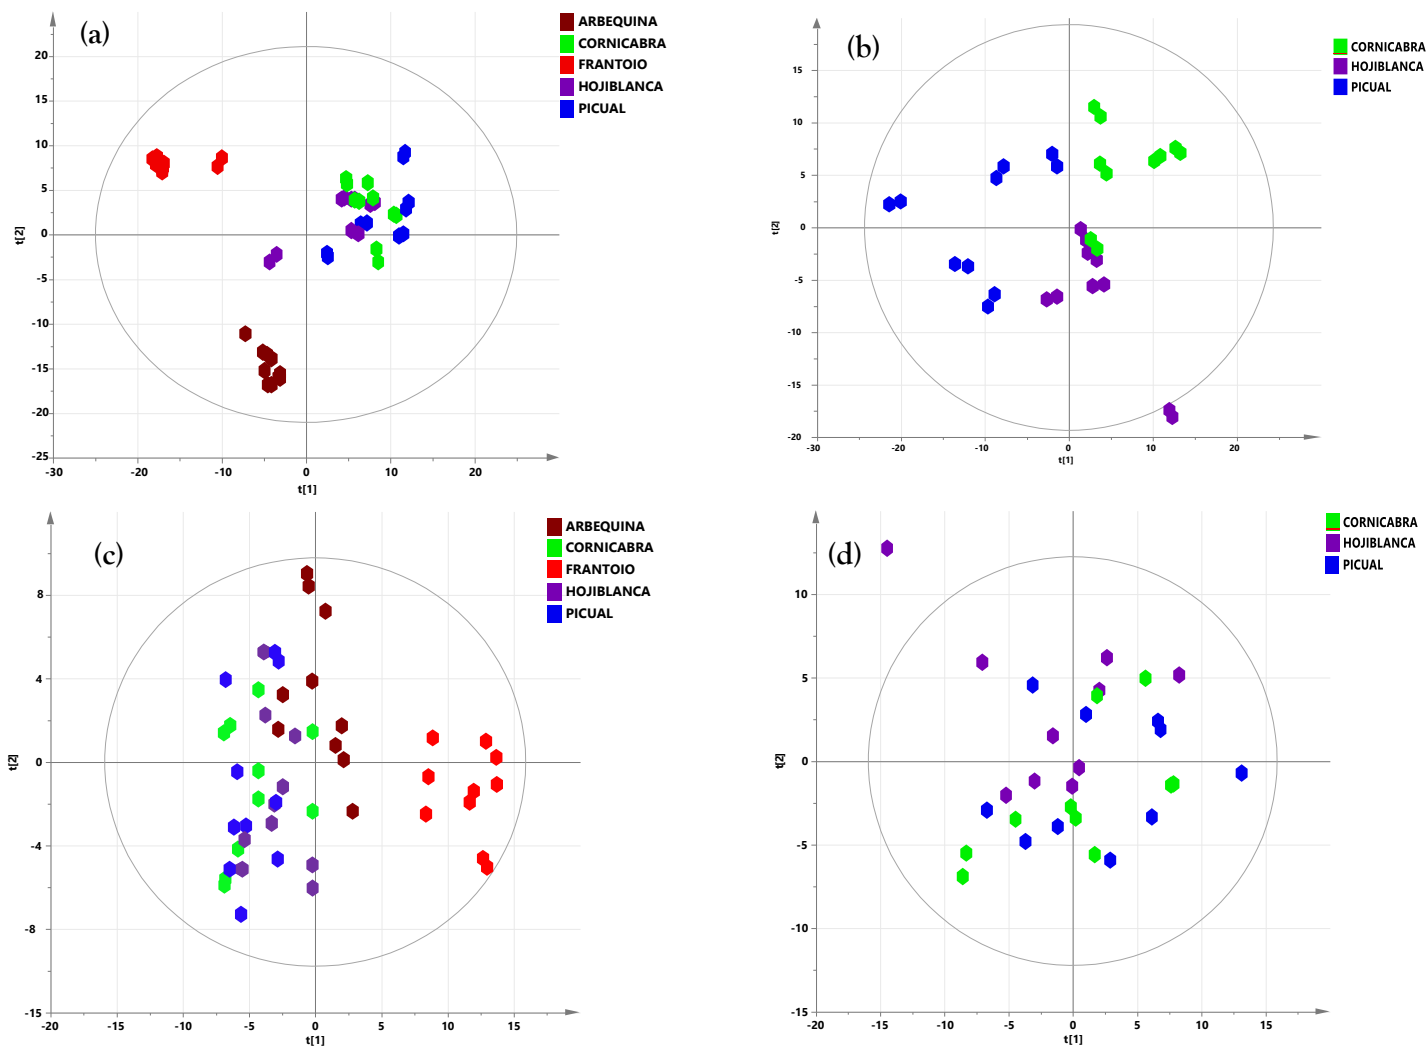 (a)
ARBEQUINA
CORNICABRA
FRANTOIO
HOJIBLANCA
PICUAL
20
15
10
5
0
-5
-10
-15
-20
-25
-30
-20
-10
0
10
20
t[2]
t[1]
(b)
CORNICABRA
HOJIBLANCA
PICUAL
15
10
5
0
-5
-10
-15
-20
-30
-20
-10
0
10
20
t[2]
t[1]
(c)
ARBEQUINA
CORNICABRA
FRANTOIO
HOJIBLANCA
PICUAL
8
4
0
-4
-8
-15
-20
-10
-5
0
5
10
15
t[2]
t[1]
(d)
CORNICABRA
HOJIBLANCA
PICUAL
10
5
0
-5
-10
-15
-20
-15
-10
-5
0
5
10
15
t[2]
t[1]